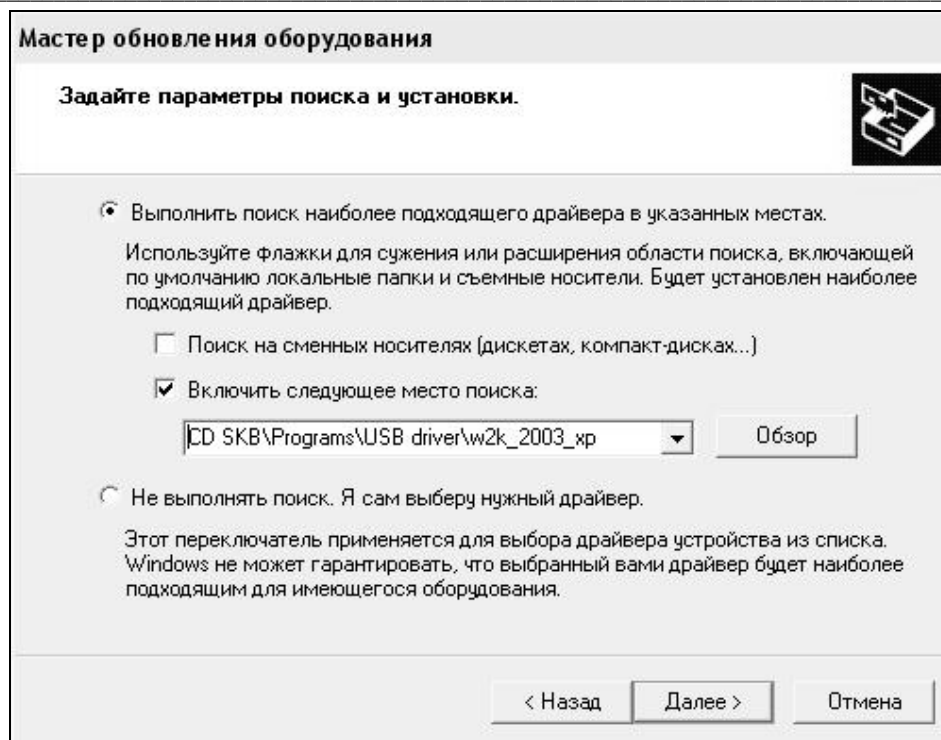 Мастер обновления оборудования
Задайте параметры поиска и установки.
Выполнить поиск наиболее подходящего драйвера в указанных местах.
Используйте флажки для сужения или расширения области поиска, включающей
по умолчанию локальные папки и съемные носители. Будет установлен наиболее
подходящий драйвер.
Поиск на сменных носителях (дискетах, компакт-дисках...)
Включить следующее место поиска:
CD SKB\Programs\USB driver\w2k_2003_xp
Обзор
Не выполнять поиск. Я сам выберу нужный драйвер.
Этот переключатель применяется для выбора драйвера устройства из списка.
Windows не может гарантировать, что выбранный вами драйвер будет наиболее
подходящим для имеющегося оборудования.
< Назад Далее > Отмена